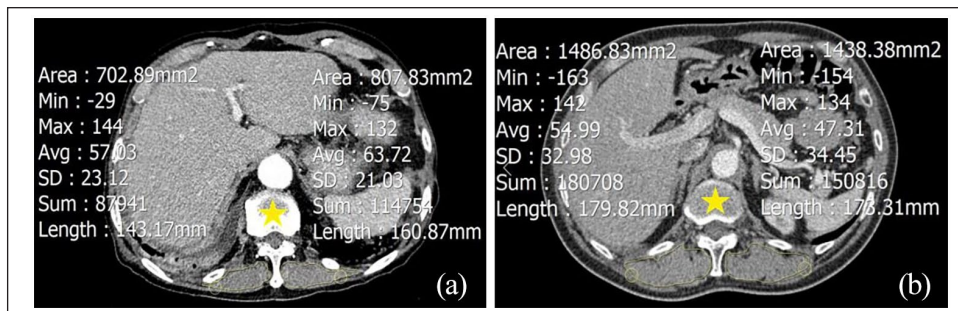 Area : 702.89mm2
Min : -29
Max : 144
Avg : 57.03
SD : 23.12
Sum : 87941
Length : 143.17mm
Area : 807.83mm2
Min : -75
Max : 132
Avg : 63.72
SD : 21.03
Sum : 114754
Length : 160.87mm
(a)
Area : 1486.83mm2
Min : -163
Max : 142
Avg : 54.99
SD : 32.98
Sum : 180708
Length : 179.82mm
Area : 1438.38mm2
Min : -154
Max : 134
Avg : 47.31
SD : 34.45
Sum : 150816
Length : 173.31mm
(b)